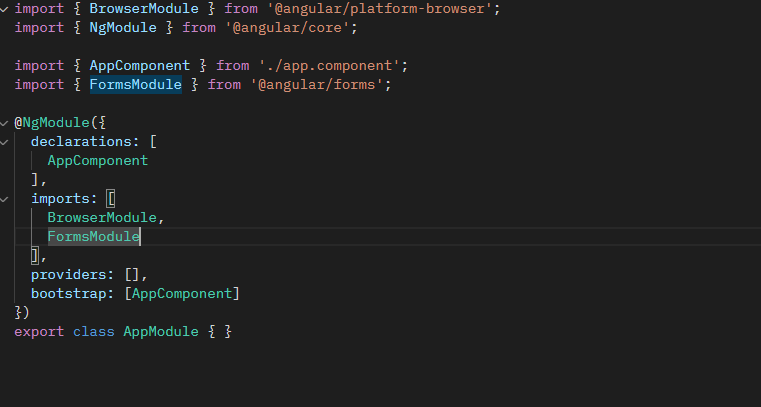 import { BrowserModule } from '@angular/platform-browser';
import { NgModule } from '@angular/core';
import { AppComponent } from './app.component';
import { FormsModule } from '@angular/forms';
@NgModule({
declarations: [
AppComponent
],
imports: [
BrowserModule,
FormsModule
],
providers: [],
bootstrap: [AppComponent]
})
export class AppModule { }